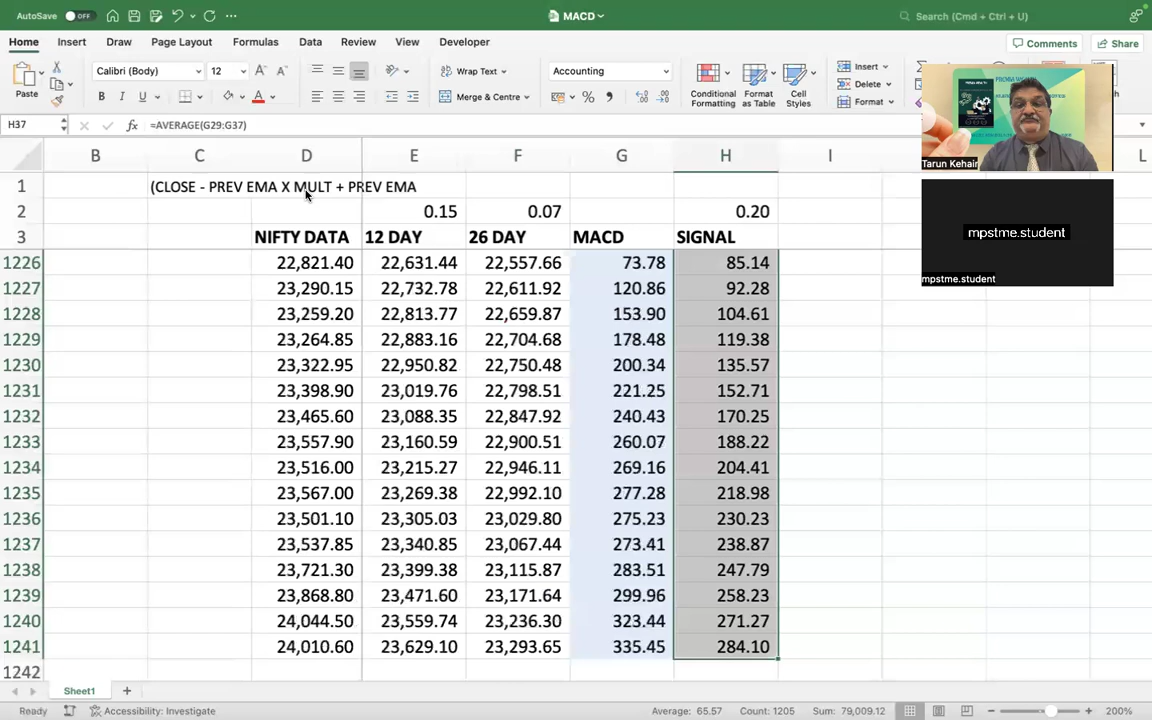 AutoSave OFF MACD Search (Cmd + Ctrl + U)
Home Insert Draw Page Layout Formulas Data Review View Developer Comments Share
Paste Calibri (Body) 12 A A Wrap Text Accounting Conditional Formatting Format as Table Cell Styles Insert
B I U A Merge & Centre % Delete
Format
H37 fx =AVERAGE(G29:G37)
Tarun Kehair
B C D E F G H I L
1 (CLOSE - PREV EMA X MULT + PREV EMA
2 0.15 0.07 0.20
mpstme.student
3 NIFTY DATA 12 DAY 26 DAY MACD SIGNAL
1226 22,821.40 22,631.44 22,557.66 73.78 85.14
mpstme.student
1227 23,290.15 22,732.78 22,611.92 120.86 92.28
1228 23,259.20 22,813.77 22,659.87 153.90 104.61
1229 23,264.85 22,883.16 22,704.68 178.48 119.38
1230 23,322.95 22,950.82 22,750.48 200.34 135.57
1231 23,398.90 23,019.76 22,798.51 221.25 152.71
1232 23,465.60 23,088.35 22,847.92 240.43 170.25
1233 23,557.90 23,160.59 22,900.51 260.07 188.22
1234 23,516.00 23,215.27 22,946.11 269.16 204.41
1235 23,567.00 23,269.38 22,992.10 277.28 218.98
1236 23,501.10 23,305.03 23,029.80 275.23 230.23
1237 23,537.85 23,340.85 23,067.44 273.41 238.87
1238 23,721.30 23,399.38 23,115.87 283.51 247.79
1239 23,868.80 23,471.60 23,171.64 299.96 258.23
1240 24,044.50 23,559.74 23,236.30 323.44 271.27
1241 24,010.60 23,629.10 23,293.65 335.45 284.10
1242
Sheet1
Ready Accessibility: Investigate Average: 65.57 Count: 1205 Sum: 79,009.12 200%